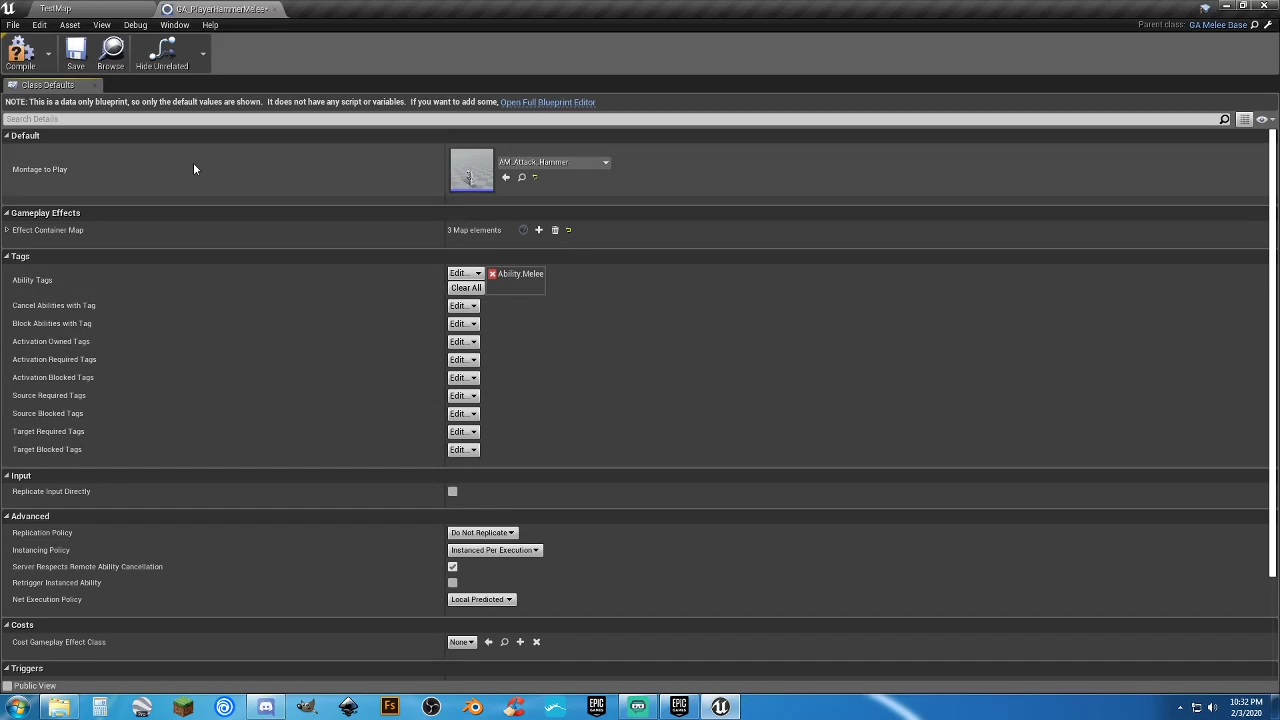 TestMap
GA_PlayerHammerMelee*
File Edit Asset View Debug Window Help
Parent class: GA Melee Base
Compile Save Browse Hide Unrelated
Class Defaults
NOTE: This is a data only blueprint, so only the default values are shown. It does not have any script or variables. If you want to add some, Open Full Blueprint Editor
Search Details
Default
Montage to Play
AM_Attack_Hammer
Gameplay Effects
Effect Container Map 3 Map elements
Tags
Ability Tags Edit... Ability.Melee
Clear All
Cancel Abilities with Tag Edit...
Block Abilities with Tag Edit...
Activation Owned Tags Edit...
Activation Required Tags Edit...
Activation Blocked Tags Edit...
Source Required Tags Edit...
Source Blocked Tags Edit...
Target Required Tags Edit...
Target Blocked Tags Edit...
Input
Replicate Input Directly
Advanced
Replication Policy Do Not Replicate
Instancing Policy Instanced Per Execution
Server Respects Remote Ability Cancellation
Retrigger Instanced Ability
Net Execution Policy Local Predicted
Costs
Cost Gameplay Effect Class None
Triggers
Public View
Pro
Fs
EPIC GAMES
EPIC GAMES
10:32 PM
2/3/2020